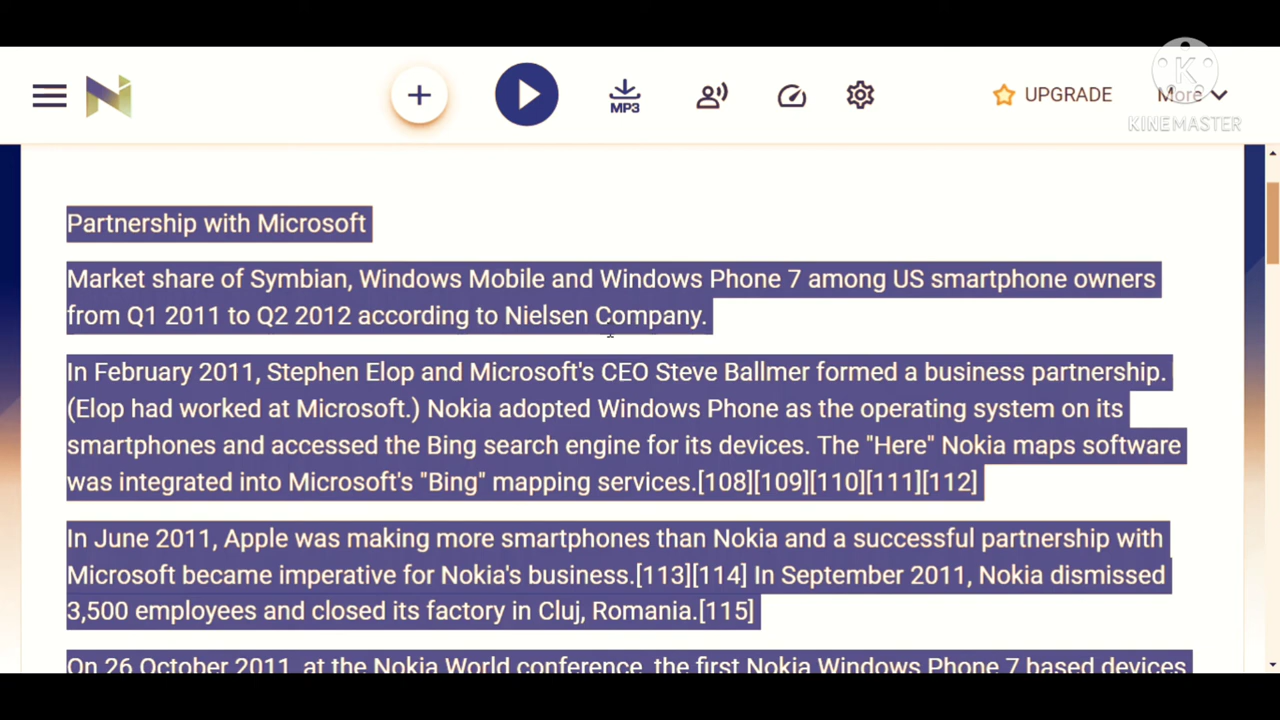 MP3
UPGRADE
More
KINEMASTER
Partnership with Microsoft
Market share of Symbian, Windows Mobile and Windows Phone 7 among US smartphone owners
from Q1 2011 to Q2 2012 according to Nielsen Company.
In February 2011, Stephen Elop and Microsoft's CEO Steve Ballmer formed a business partnership.
(Elop had worked at Microsoft.) Nokia adopted Windows Phone as the operating system on its
smartphones and accessed the Bing search engine for its devices. The "Here" Nokia maps software
was integrated into Microsoft's "Bing" mapping services.[108][109][110][111][112]
In June 2011, Apple was making more smartphones than Nokia and a successful partnership with
Microsoft became imperative for Nokia's business.[113][114] In September 2011, Nokia dismissed
3,500 employees and closed its factory in Cluj, Romania.[115]
On 26 October 2011, at the Nokia World conference, the first Nokia Windows Phone 7 based devices